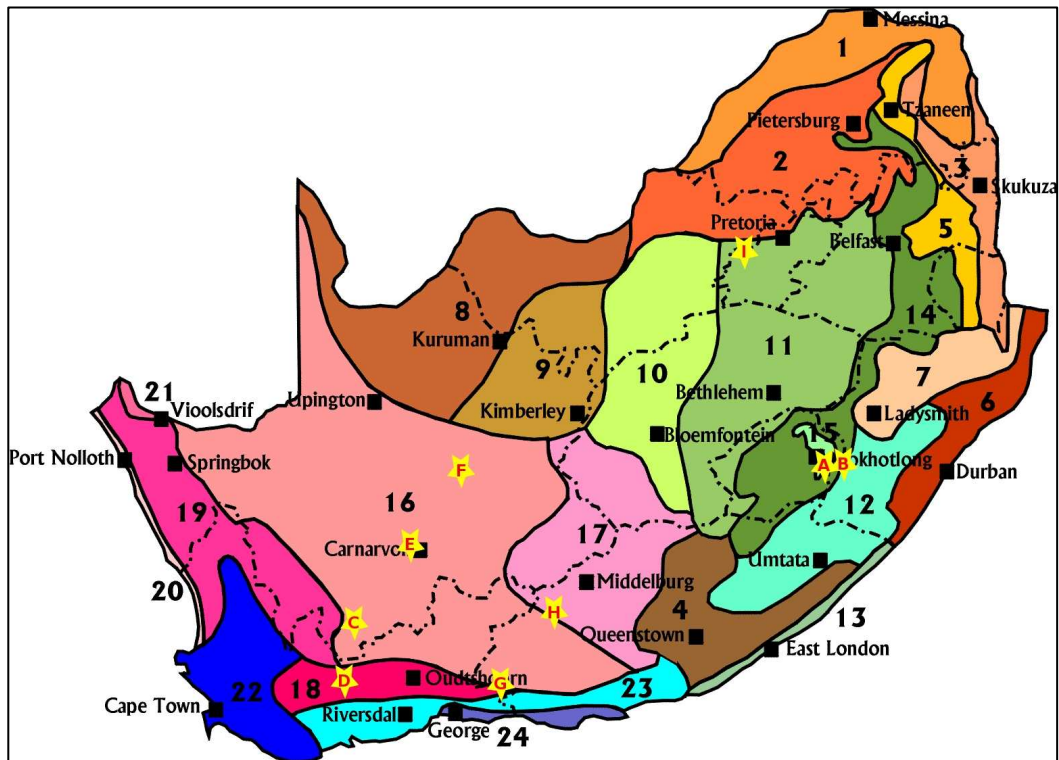 Messina
1
Tzaneen
Pietersburg
2
3
Skukuza
Pretoria
I
Belfast
5
8
14
Kuruman
9
10
11
7
6
21
Vioolsdrif
Upington
Kimberley
Bethlehem
Ladysmith
Bloemfontein
15
Port Nolloth
Springbok
F
A
B
okhotlong
Durban
19
16
12
17
E
Umtata
20
Middelburg
4
C
H
13
Queenstown
East London
D
G
18
22
23
Cape Town
Riversdal
George
24